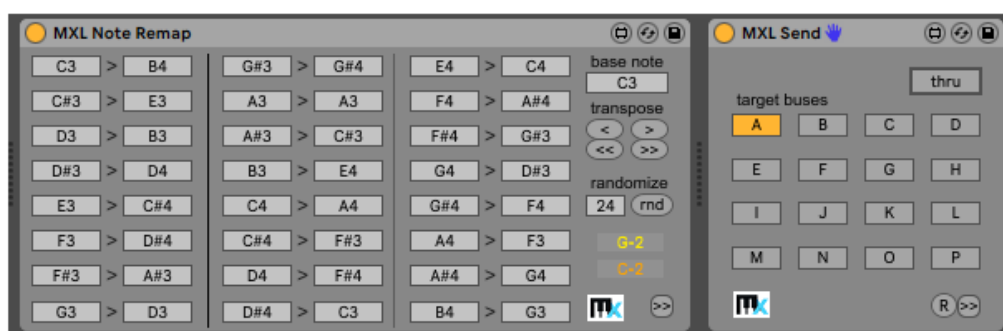 MXL Note Remap
C3 > B4
C#3 > E3
D3 > B3
D#3 > D4
E3 > C#4
F3 > D#4
F#3 > A#3
G3 > D3
G#3 > G#4
A3 > A3
A#3 > C#3
B3 > E4
C4 > A4
C#4 > F#3
D4 > F#4
D#4 > C3
E4 > C4
F4 > A#4
F#4 > G#3
G4 > D#3
G#4 > F4
A4 > F3
A#4 > G4
B4 > G3
base note
C3
transpose
< >
<< >>
randomize
24 rnd
G-2
C-2
mx >>
MXL Send
thru
target buses
A B C D
E F G H
I J K L
M N O P
mx R >>